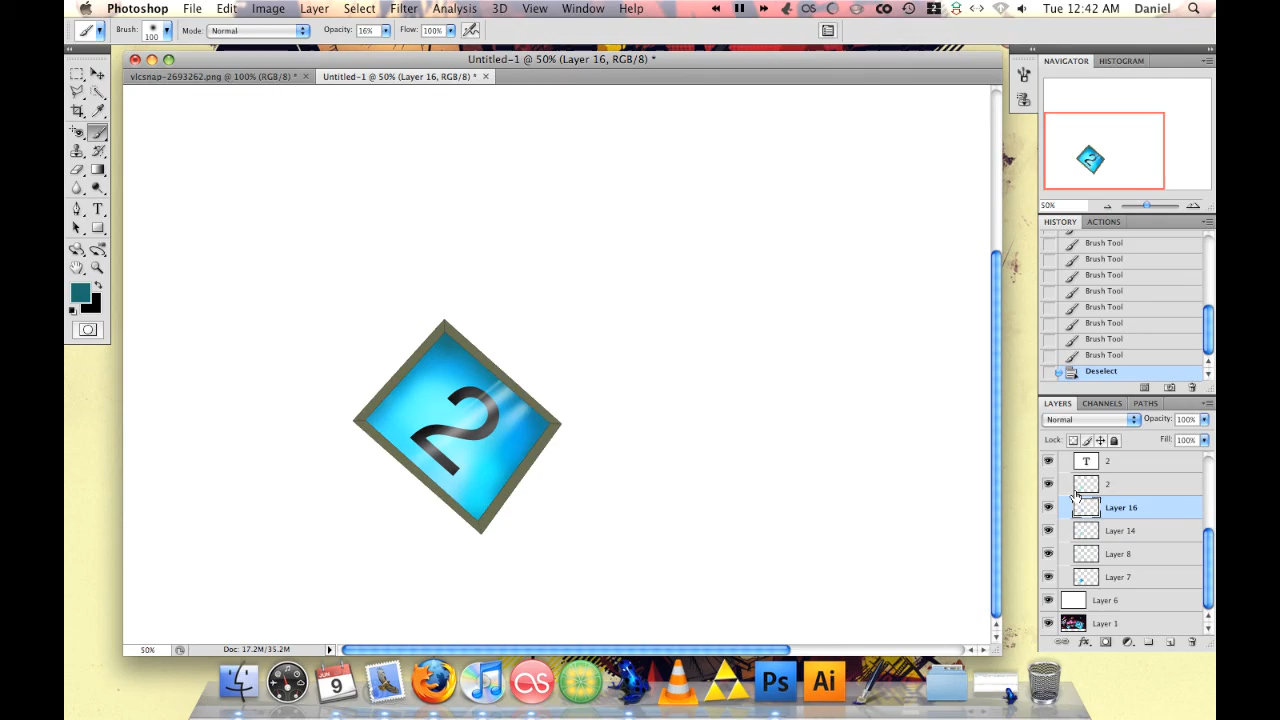 Photoshop File Edit Image Layer Select Filter Analysis 3D View Window Help Tue 12:42 AM Daniel
Brush: 100 Mode: Normal Opacity: 16% Flow: 100%
Untitled-1 @ 50% (Layer 16, RGB/8) *
vlcsnap-2693262.png @ 100% (RGB/8) * Untitled-1 @ 50% (Layer 16, RGB/8) *
NAVIGATOR HISTOGRAM
2
50%
HISTORY ACTIONS
Brush Tool
Brush Tool
Brush Tool
Brush Tool
Brush Tool
Brush Tool
Brush Tool
Brush Tool
Deselect
2
LAYERS CHANNELS PATHS
Normal Opacity: 100%
Lock: Fill: 100%
T 2
2
Layer 16
Layer 14
Layer 8
Layer 7
Layer 6
Layer 1
50% Doc: 17.2M/35.2M
JUN
9
Ps Ai